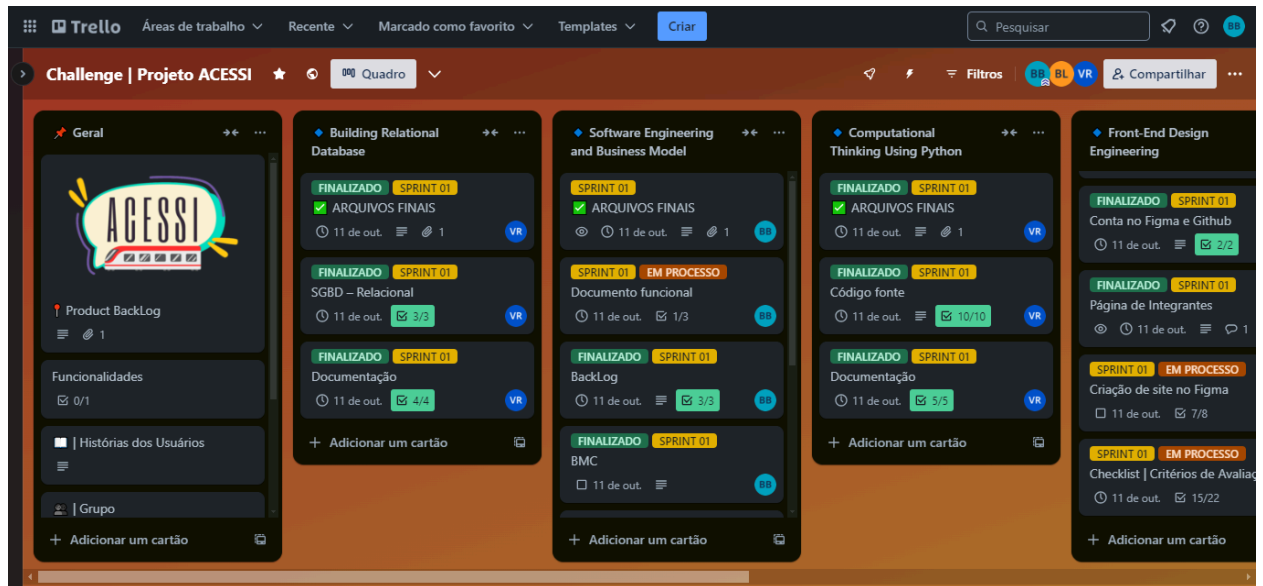 Trello Áreas de trabalho Recente Marcado como favorito Templates Criar Pesquisar BB
Challenge | Projeto ACESSI Quadro Filtros BB BL VR Compartilhar
Geral
ACESSI
Product BackLog
1
Funcionalidades
0/1
| Histórias dos Usuários
| Grupo
+ Adicionar um cartão
Building Relational
Database
FINALIZADO SPRINT 01
ARQUIVOS FINAIS
11 de out. 1 VR
FINALIZADO SPRINT 01
SGBD – Relacional
11 de out. 3/3 VR
FINALIZADO SPRINT 01
Documentação
11 de out. 4/4 VR
+ Adicionar um cartão
Software Engineering
and Business Model
SPRINT 01
ARQUIVOS FINAIS
11 de out. 1 BB
SPRINT 01 EM PROCESSO
Documento funcional
11 de out. 1/3 BB
FINALIZADO SPRINT 01
BackLog
11 de out. 3/3 BB
FINALIZADO SPRINT 01
BMC
11 de out. BB
+ Adicionar um cartão
Computational
Thinking Using Python
FINALIZADO SPRINT 01
ARQUIVOS FINAIS
11 de out. 1 VR
FINALIZADO SPRINT 01
Código fonte
11 de out. 10/10 VR
FINALIZADO SPRINT 01
Documentação
11 de out. 5/5 VR
+ Adicionar um cartão
Front-End Design
Engineering
FINALIZADO SPRINT 01
Conta no Figma e Github
11 de out. 2/2
FINALIZADO SPRINT 01
Página de Integrantes
11 de out. 1
SPRINT 01 EM PROCESSO
Criação de site no Figma
11 de out. 7/8
SPRINT 01 EM PROCESSO
Checklist | Critérios de Avaliaç
11 de out. 15/22
+ Adicionar um cartão